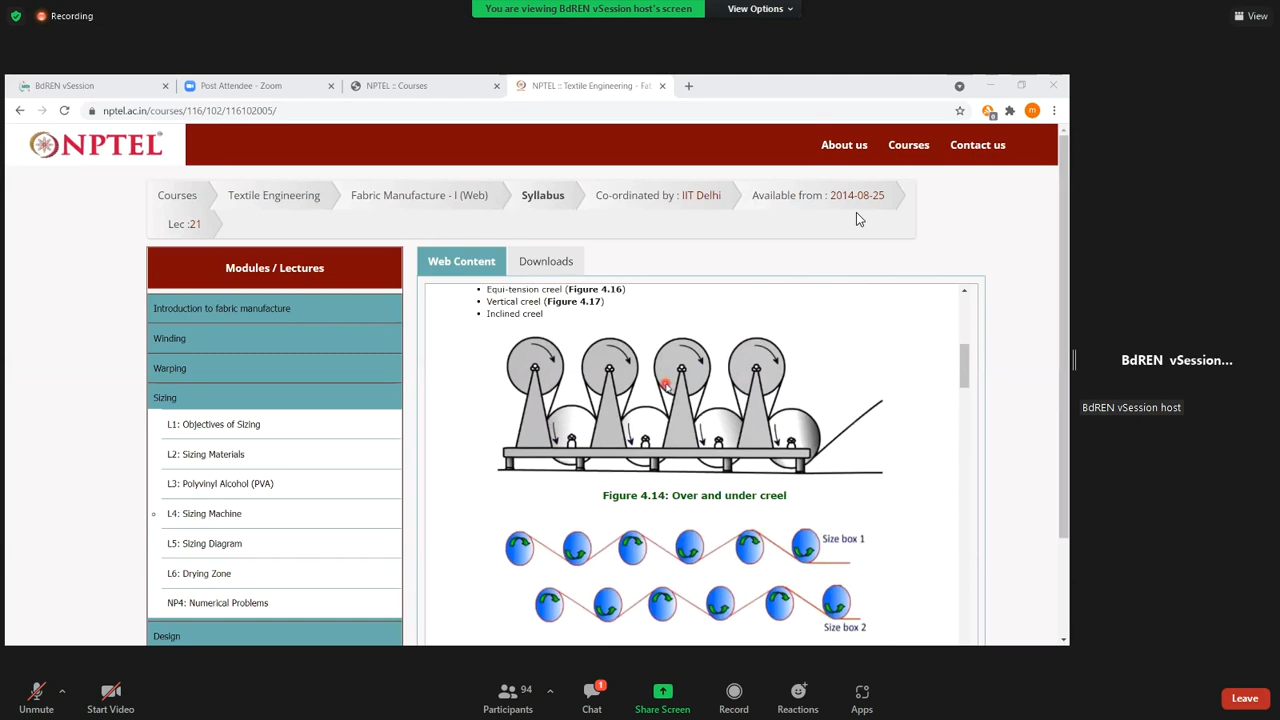 Recording
You are viewing BdREN vSession host's screen
View Options
View
BdREN vSession
Post Attendee - Zoom
NPTEL :: Courses
NPTEL :: Textile Engineering - Fab
nptel.ac.in/courses/116/102/116102005/
6
m
NPTEL
About us
Courses
Contact us
Courses
Textile Engineering
Fabric Manufacture - I (Web)
Syllabus
Co-ordinated by : IIT Delhi
Available from : 2014-08-25
Lec :21
Modules / Lectures
Introduction to fabric manufacture
Winding
Warping
Sizing
L1: Objectives of Sizing
L2: Sizing Materials
L3: Polyvinyl Alcohol (PVA)
L4: Sizing Machine
L5: Sizing Diagram
L6: Drying Zone
NP4: Numerical Problems
Design
Web Content
Downloads
• Equi-tension creel (Figure 4.16)
• Vertical creel (Figure 4.17)
• Inclined creel
Figure 4.14: Over and under creel
Size box 1
Size box 2
BdREN vSession...
BdREN vSession host
Unmute
Start Video
94
Participants
1
Chat
Share Screen
Record
Reactions
Apps
Leave